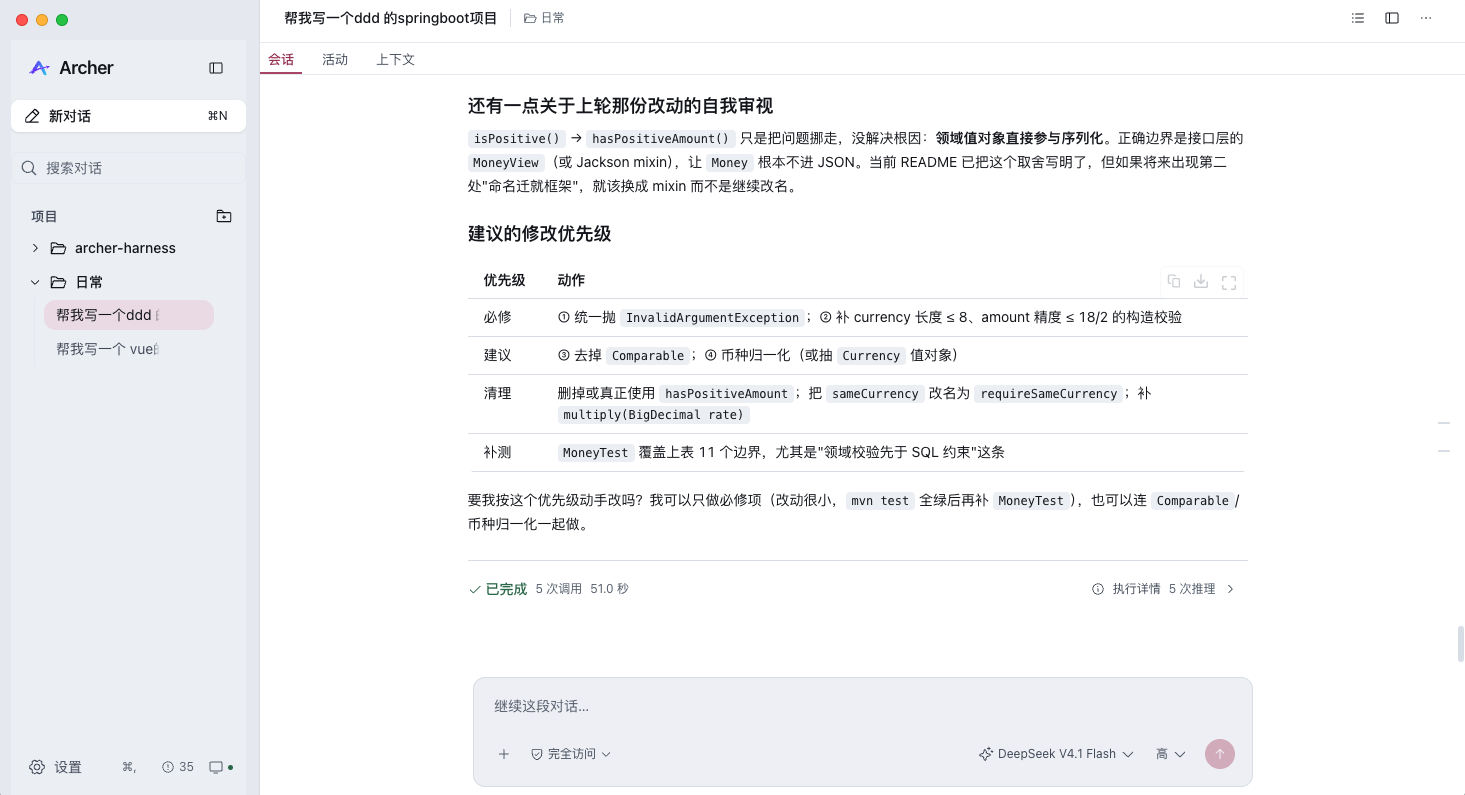 帮我写一个ddd 的springboot项目
日常
Archer
新对话
⌘N
搜索对话
项目
archer-harness
日常
帮我写一个ddd
帮我写一个 vue
设置
⌘,
35
会话
活动
上下文
还有一点关于上轮那份改动的自我审视
isPositive() → hasPositiveAmount() 只是把问题挪走，没解决根因：领域值对象直接参与序列化。正确边界是接口层的
MoneyView（或 Jackson mixin），让 Money 根本不进 JSON。当前 README 已把这个取舍写明了，但如果将来出现第二
处"命名迁就框架"，就该换成 mixin 而不是继续改名。
建议的修改优先级
优先级 动作
必修 ① 统一抛 InvalidArgumentException；② 补 currency 长度 ≤ 8、amount 精度 ≤ 18/2 的构造校验
建议 ③ 去掉 Comparable；④ 币种归一化（或抽 Currency 值对象）
清理 删掉或真正使用 hasPositiveAmount；把 sameCurrency 改名为 requireSameCurrency；补
multiply(BigDecimal rate)
补测 MoneyTest 覆盖上表 11 个边界，尤其是"领域校验先于 SQL 约束"这条
要我按这个优先级动手改吗？我可以只做必修项（改动很小，mvn test 全绿后再补 MoneyTest），也可以连 Comparable/
币种归一化一起做。
已完成 5 次调用 51.0 秒
执行详情 5 次推理
继续这段对话...
完全访问
DeepSeek V4.1 Flash
高